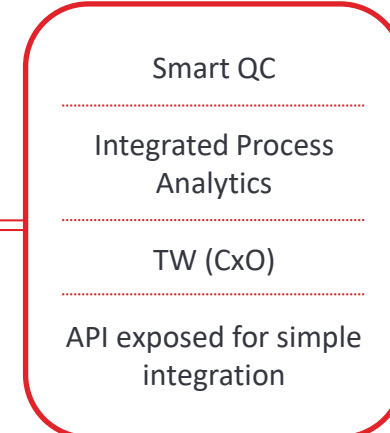 Smart QC
Integrated Process
Analytics
TW (CxO)
API exposed for simple
integration